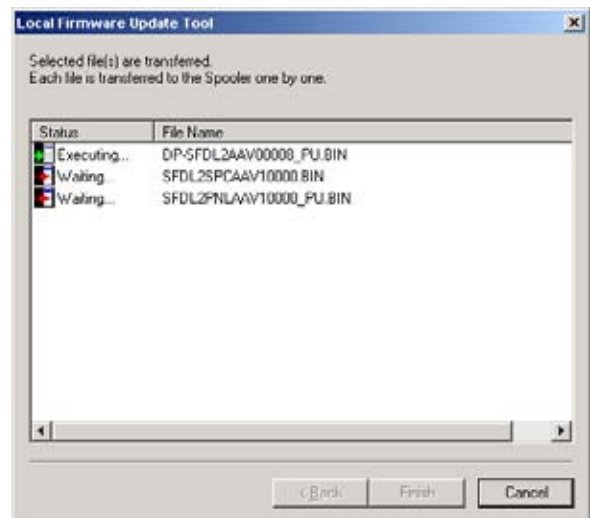 Local Firmware Update Tool
Selected file(s) are transferred.
Each file is transferred to the Spooler one by one.
Status File Name
Executing... DP-SFDL2AAV00008_PU.BIN
Waiting... SFDL2SPCAAV10000.BIN
Waiting... SFDL2PNLAAV10000_PU.BIN
< Back Finish Cancel